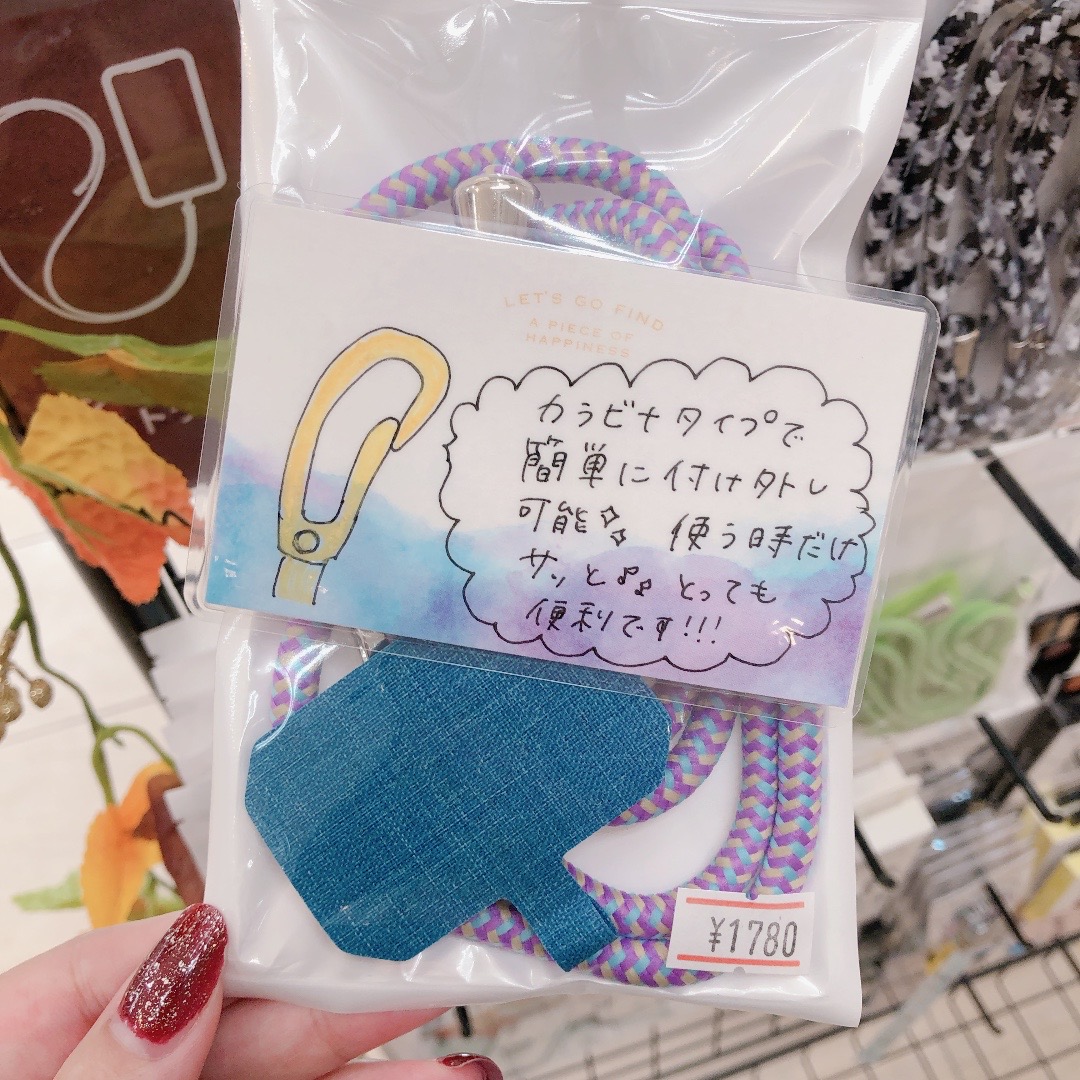 LET'S GO FIND
A PIECE OF
HAPPINESS
カラビナタイプで
簡単に付け外し
可能 使う時だけ
サッと とっても
便利です!!!
¥1780